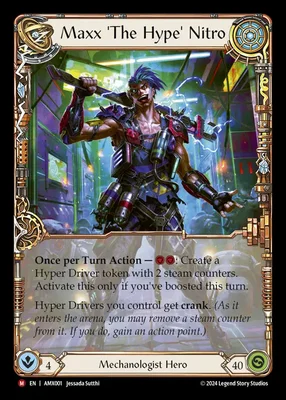 Maxx 'The Hype' Nitro
Once per Turn Action — : Create a
Hyper Driver token with 2 steam counters.
Activate this only if you've boosted this turn.
Hyper Drivers you control get crank. (As it
enters the arena, you may remove a steam counter
from it. If you do, gain an action point.)
4 Mechanologist Hero 40
M EN | AMX001 Jessada Sutthi © 2024 Legend Story Studios